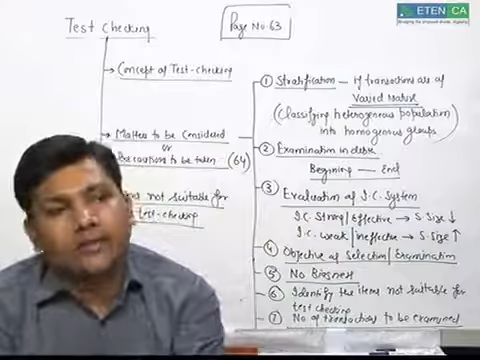 Test Checking
Page No. 63
ETEN CA
→ Concept of Test-checking
→ Matters to be Considered
or
Precautions to be taken (64)
not suitable for
test-checking
① Stratification — if transactions are of
Varied Nature
(Classifying heterogenous population
into homogenous groups)
② Examination in detail
Begining — End
③ Evaluation of I.C. System
I.C. Strong/Effective → S. Size ↓
I.C. weak/ineffective → S. Size ↑
④ Objective of Selection/Examination
⑤ No Biasness
⑥ Identify the items not suitable for
test checking
⑦ No of transactions to be examined